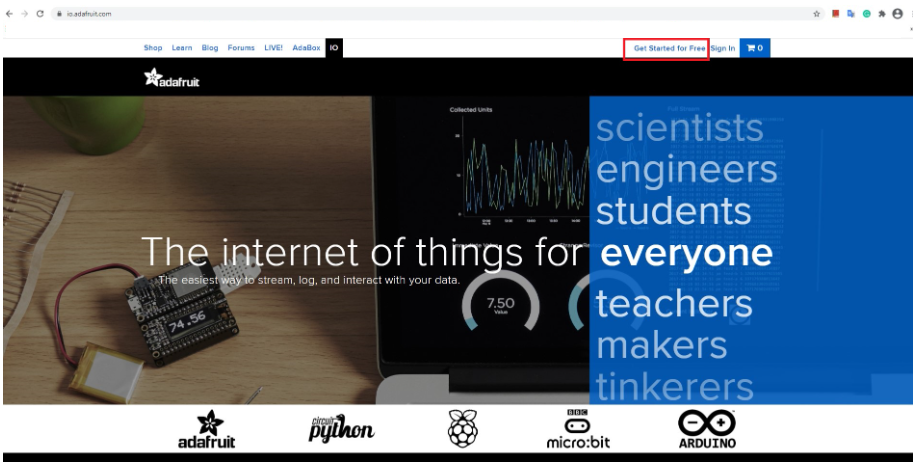 io.adafruit.com
Shop Learn Blog Forums LIVE! AdaBox IO
Get Started for Free Sign In 0
adafruit
Collected Units
scientists
engineers
students
The internet of things for everyone
The easiest way to stream, log, and interact with your data.
7.50
Value
74.56
teachers
makers
tinkerers
adafruit
circuit python
BBC
micro:bit
ARDUINO